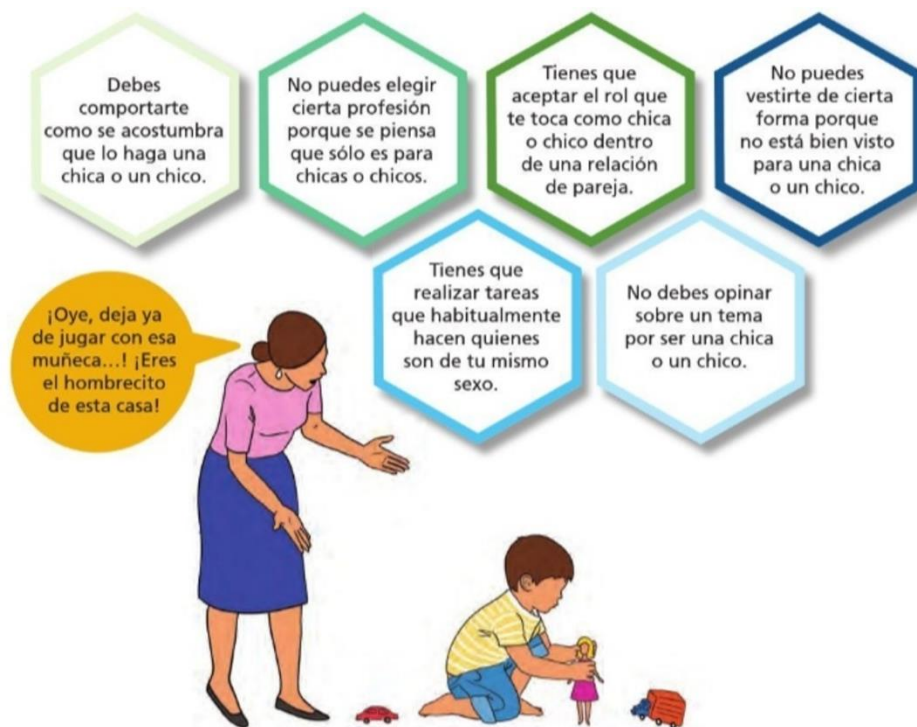 Debes
comportarte
como se acostumbra
que lo haga una
chica o un chico.
No puedes elegir
cierta profesión
porque se piensa
que sólo es para
chicas o chicos.
Tienes que
aceptar el rol que
te toca como chica
o chico dentro
de una relación
de pareja.
No puedes
vestirte de cierta
forma porque
no está bien visto
para una chica
o un chico.
Tienes que
realizar tareas
que habitualmente
hacen quienes
son de tu mismo
sexo.
No debes opinar
sobre un tema
por ser una chica
o un chico.
¡Oye, deja ya
de jugar con esa
muñeca...! ¡Eres
el hombrecito
de esta casa!